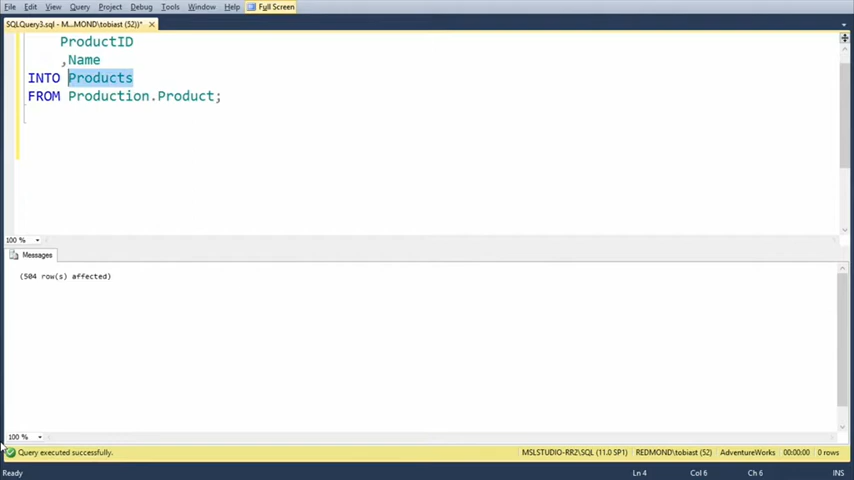 File Edit View Query Project Debug Tools Window Help Full Screen
SQLQuery3.sql - M...MOND\tobiast (52))*
ProductID
,Name
INTO Products
FROM Production.Product;
100 %
Messages
(504 row(s) affected)
100 %
Query executed successfully. MSLSTUDIO-RR2\SQL (11.0 SP1) REDMOND\tobiast (52) AdventureWorks 00:00:00 0 rows
Ready Ln 4 Col 6 Ch 6 INS